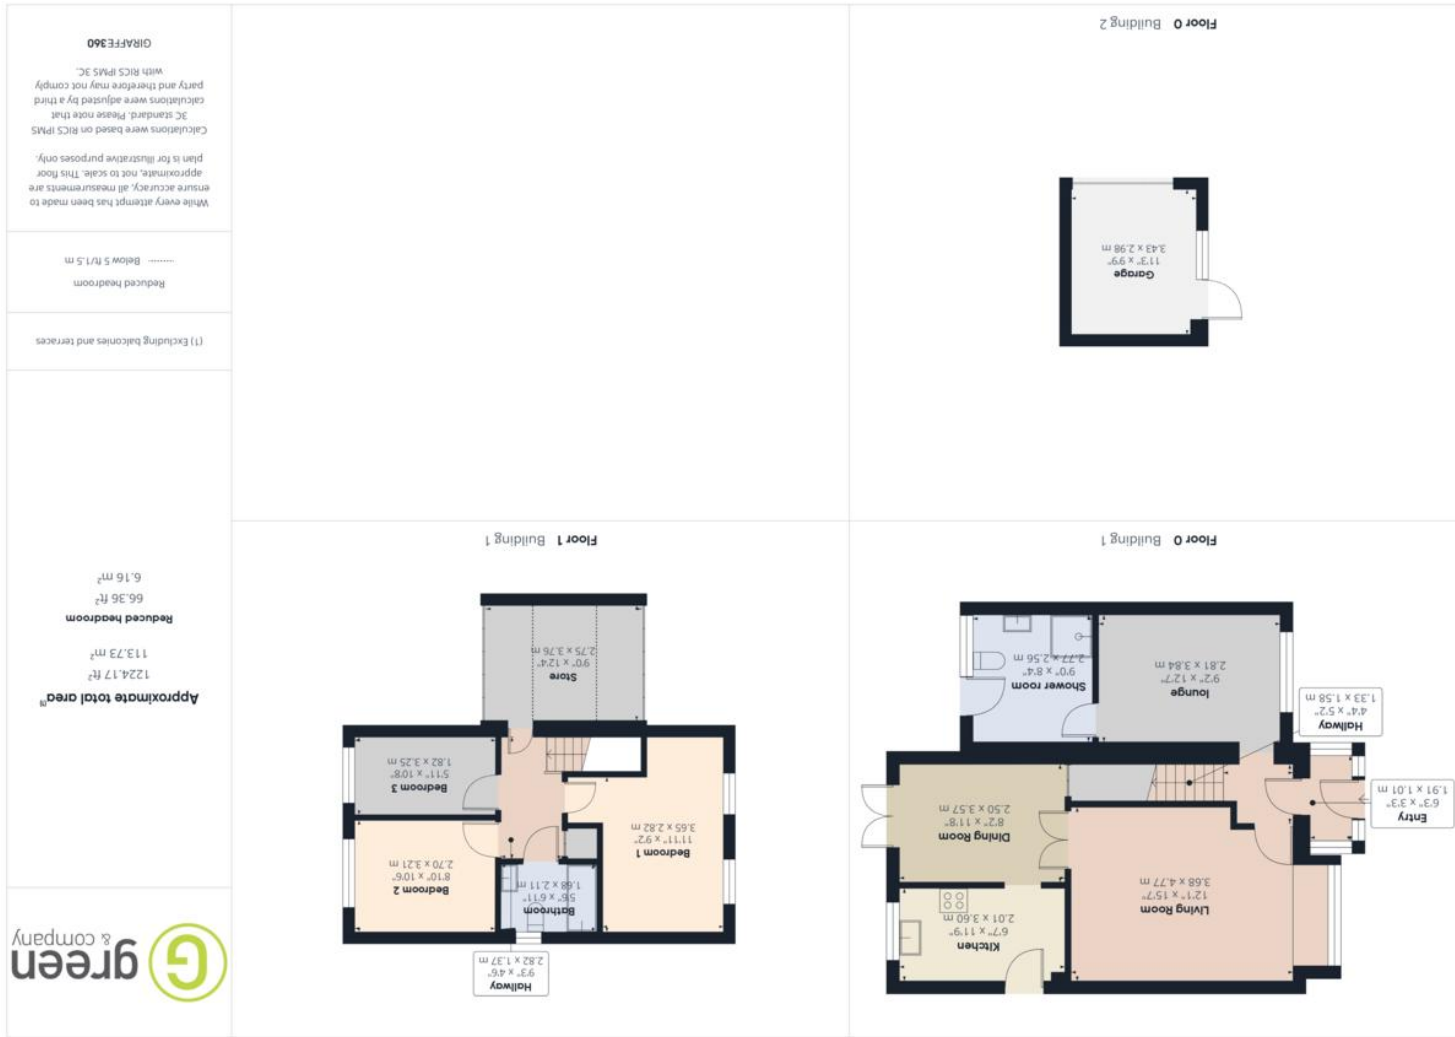 Entry
6'3" x 3'3"
1.91 x 1.01 m
Hallway
4'4" x 5'2"
1.33 x 1.58 m
Living Room
12'1" x 15'7"
3.68 x 4.77 m
Kitchen
6'7" x 11'9"
2.01 x 3.60 m
Dining Room
8'2" x 11'8"
2.50 x 3.57 m
lounge
9'2" x 12'7"
2.81 x 3.84 m
Shower room
9'0" x 8'4"
2.77 x 2.56 m
Floor 0 Building 1
Hallway
9'3" x 4'6"
2.82 x 1.37 m
Bedroom 1
11'11" x 9'2"
3.65 x 2.82 m
Bathroom
5'6" x 6'11"
1.68 x 2.11 m
Bedroom 2
8'10" x 10'6"
2.70 x 3.21 m
Bedroom 3
5'11" x 10'8"
1.82 x 3.25 m
Store
9'0" x 12'4"
2.75 x 3.76 m
Floor 1 Building 1
Garage
11'3" x 9'9"
3.43 x 2.98 m
Floor 0 Building 2
G green
& company
Approximate total area(1)
1224.17 ft²
113.73 m²
Reduced headroom
66.36 ft²
6.16 m²
(1) Excluding balconies and terraces
Reduced headroom
Below 5 ft/1.5 m
While every attempt has been made to
ensure accuracy, all measurements are
approximate, not to scale. This floor
plan is for illustrative purposes only.
Calculations were based on RICS IPMS
3C standard. Please note that
calculations were adjusted by a third
party and therefore may not comply
with RICS IPMS 3C.
GIRAFFE360